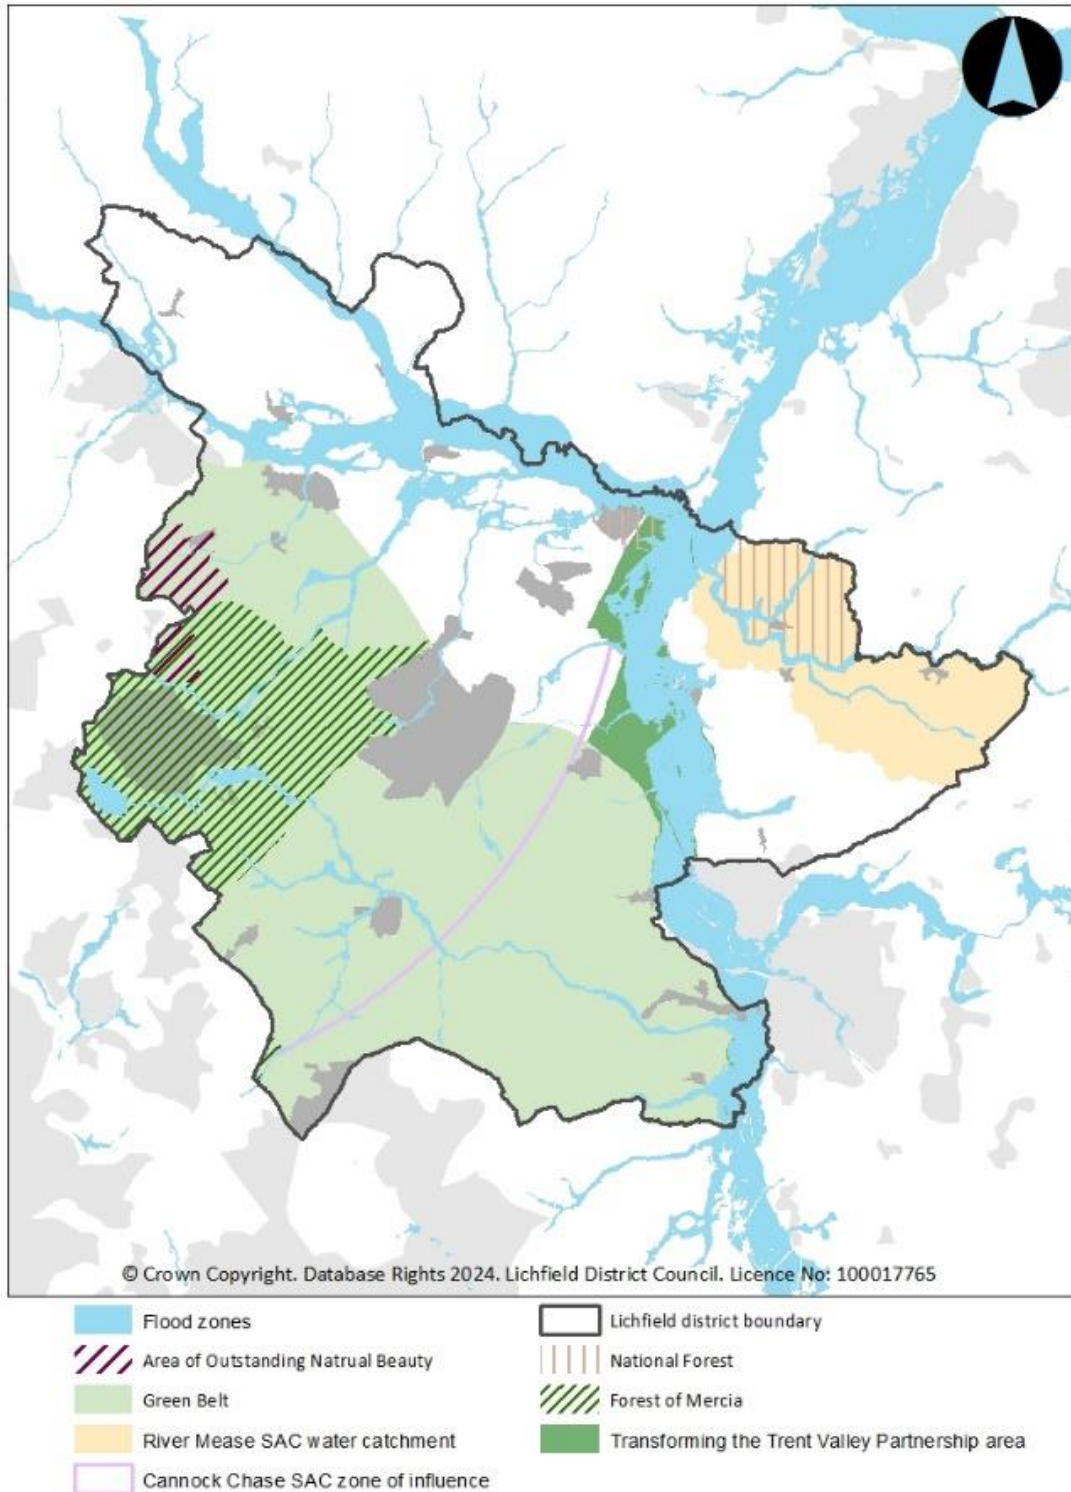 © Crown Copyright. Database Rights 2024. Lichfield District Council. Licence No: 100017765
Flood zones
Area of Outstanding Natrual Beauty
Green Belt
River Mease SAC water catchment
Cannock Chase SAC zone of influence
Lichfield district boundary
National Forest
Forest of Mercia
Transforming the Trent Valley Partnership area